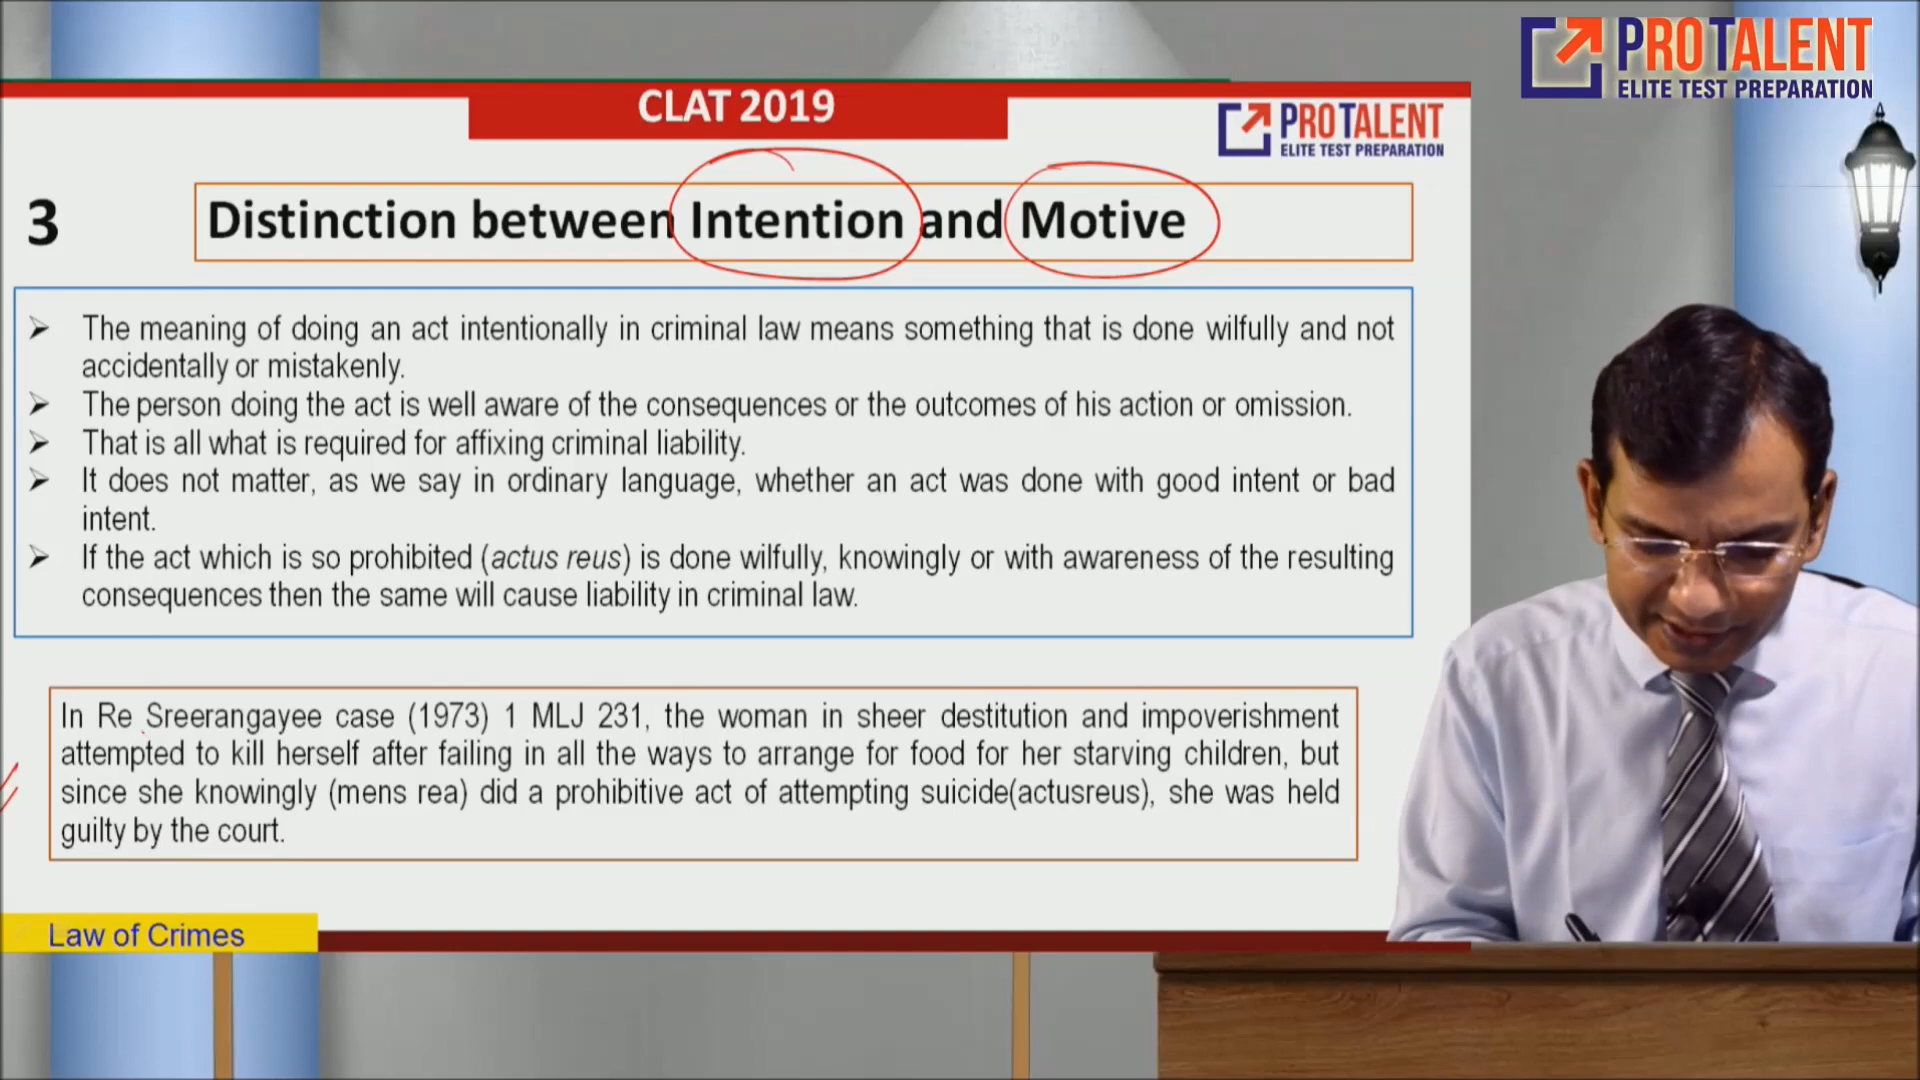 PROTALENT
ELITE TEST PREPARATION
CLAT 2019
PROTALENT
ELITE TEST PREPARATION
3
Distinction between Intention and Motive
➤ The meaning of doing an act intentionally in criminal law means something that is done wilfully and not
accidentally or mistakenly.
➤ The person doing the act is well aware of the consequences or the outcomes of his action or omission.
➤ That is all what is required for affixing criminal liability.
➤ It does not matter, as we say in ordinary language, whether an act was done with good intent or bad
intent.
➤ If the act which is so prohibited (actus reus) is done wilfully, knowingly or with awareness of the resulting
consequences then the same will cause liability in criminal law.
In Re Sreerangayee case (1973) 1 MLJ 231, the woman in sheer destitution and impoverishment
attempted to kill herself after failing in all the ways to arrange for food for her starving children, but
since she knowingly (mens rea) did a prohibitive act of attempting suicide(actusreus), she was held
guilty by the court.
Law of Crimes